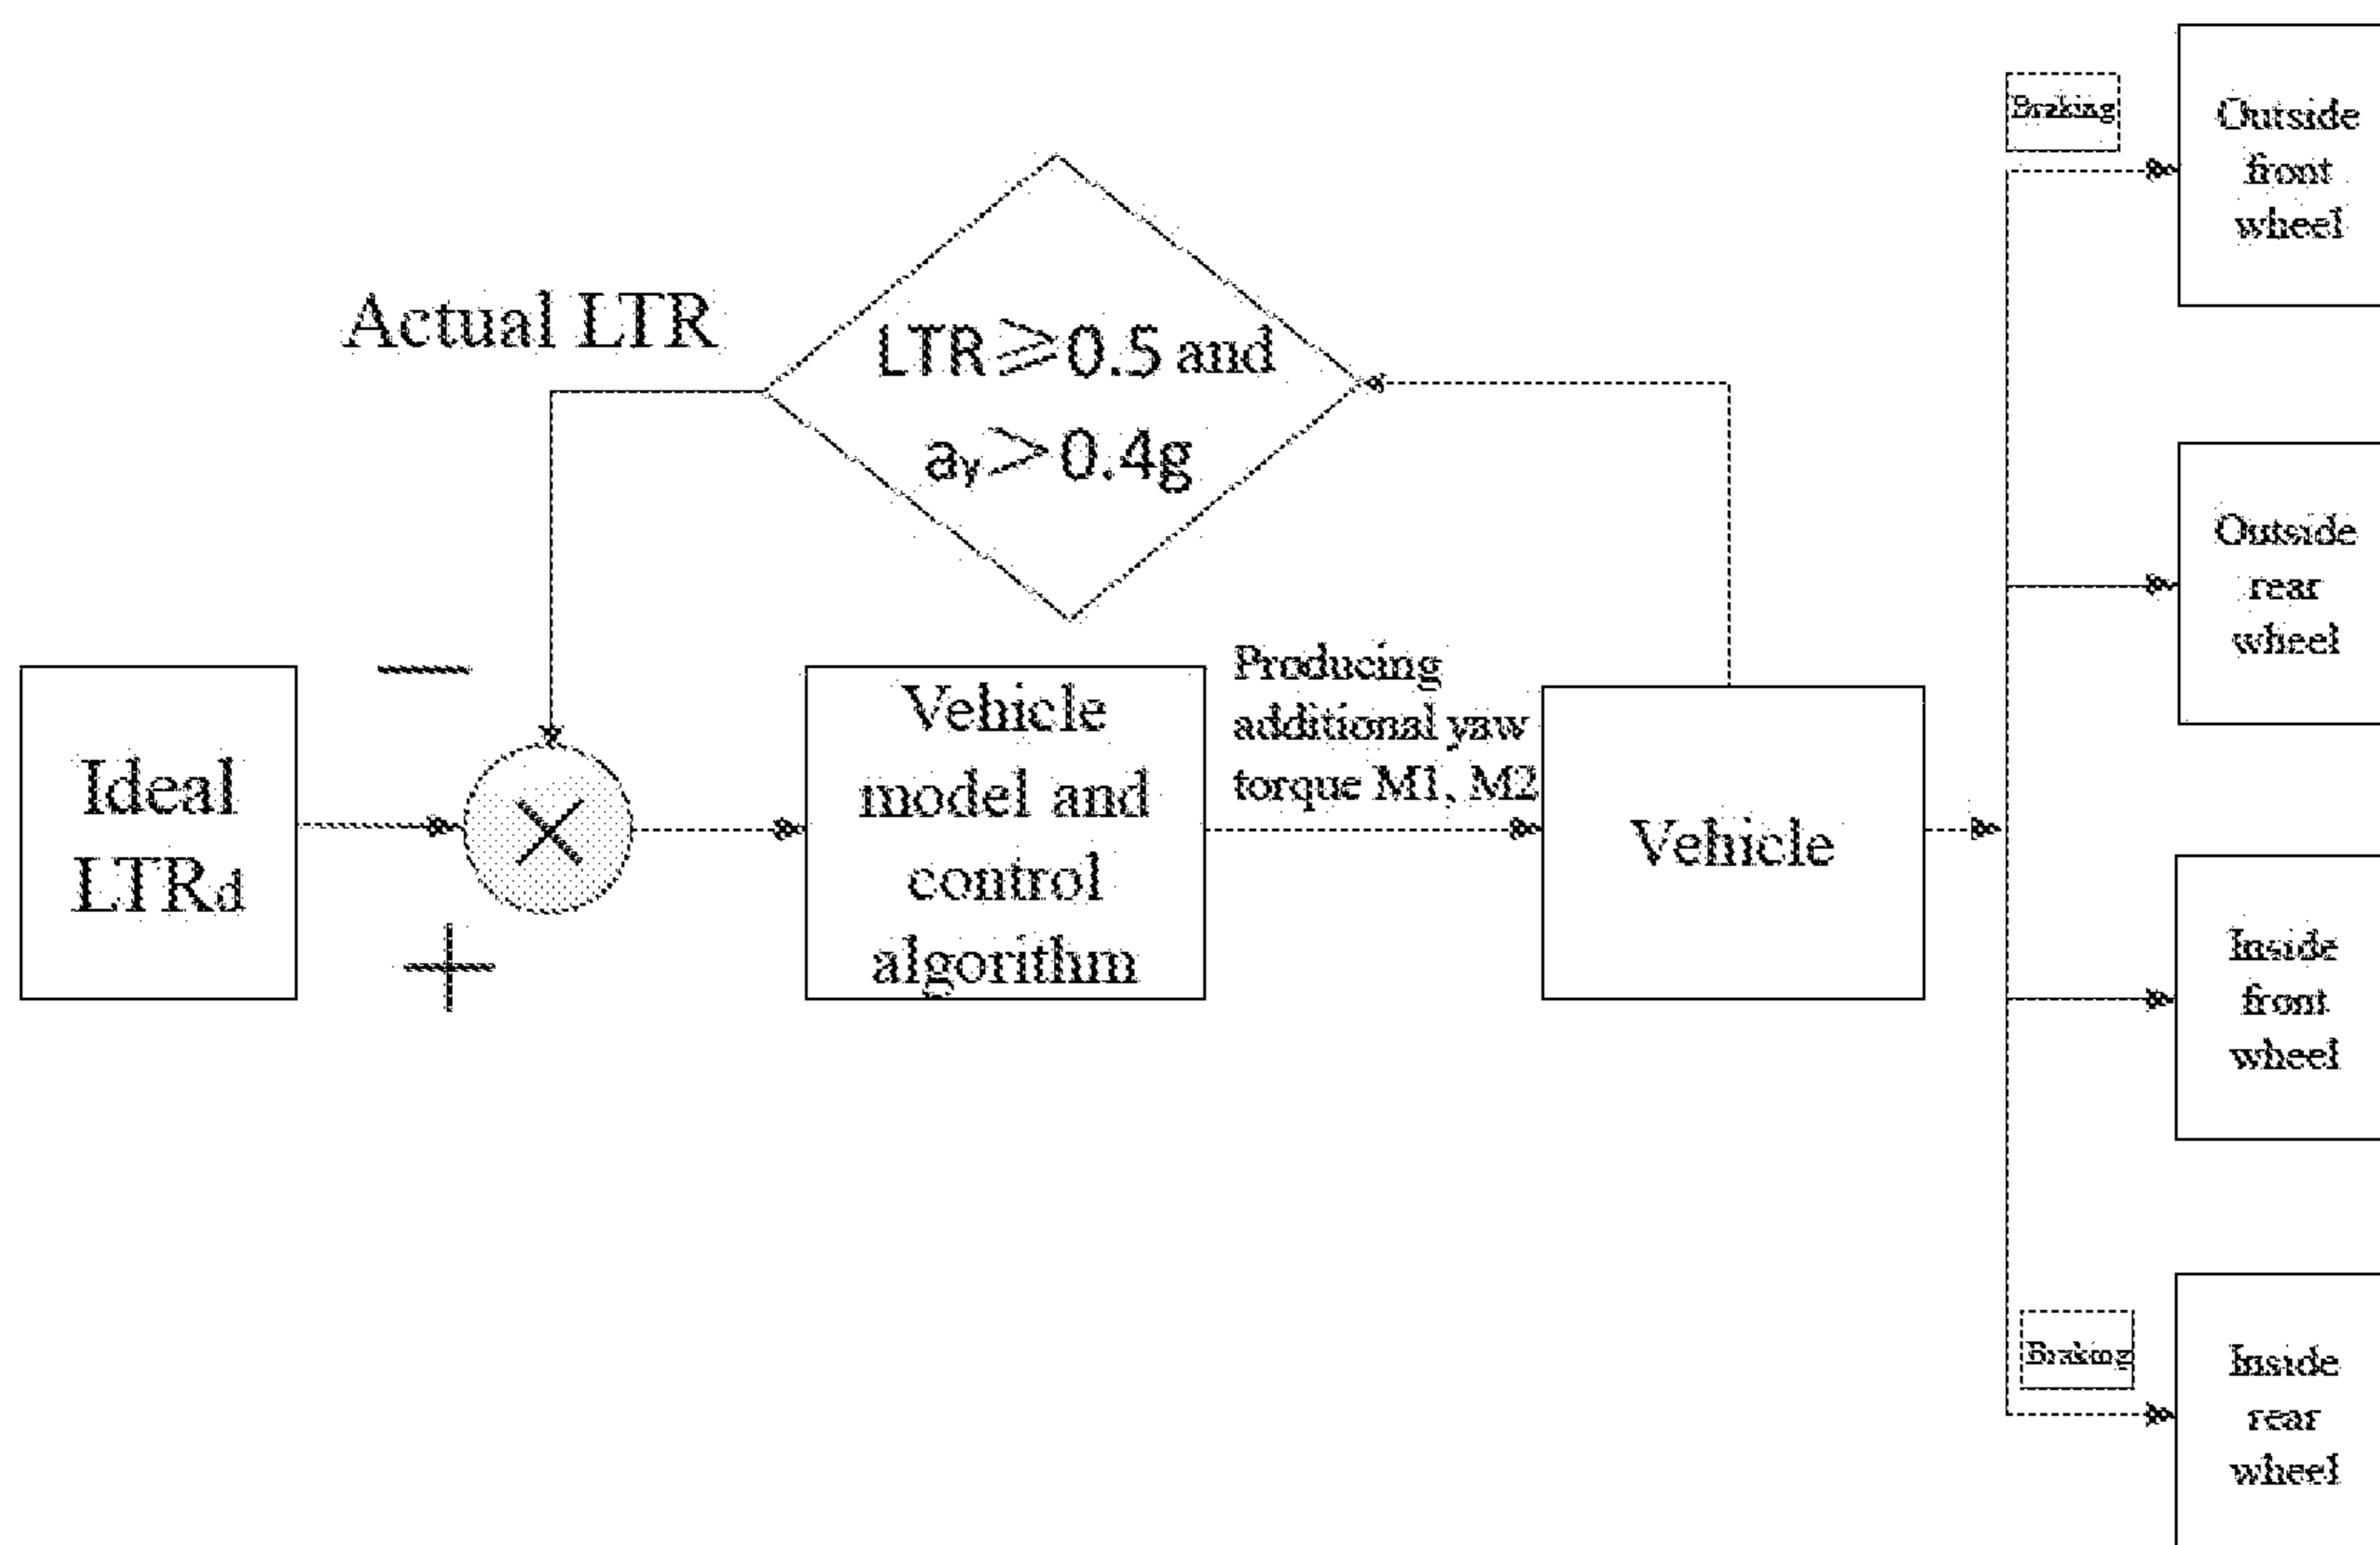 Braking
Outside
front
wheel
Actual LTR
LTR≥0.5 and
aᵧ>0.4g
Outside
rear
wheel
—
Ideal
LTRd
+
×
Vehicle
model and
control
algorithm
Producing
additional yaw
torque M1, M2
Vehicle
Inside
front
wheel
Braking
Inside
rear
wheel